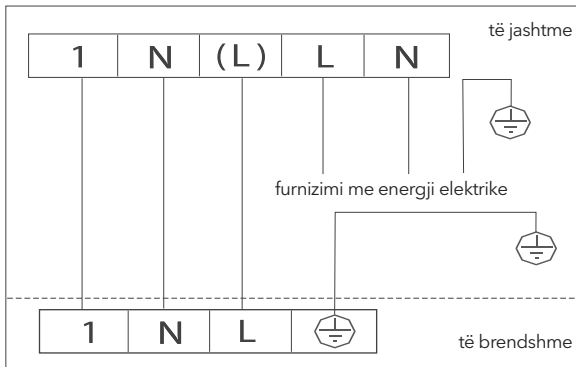 të jashtme
1 N (L) L N
furnizimi me energji elektrike
1 N L
të brendshme